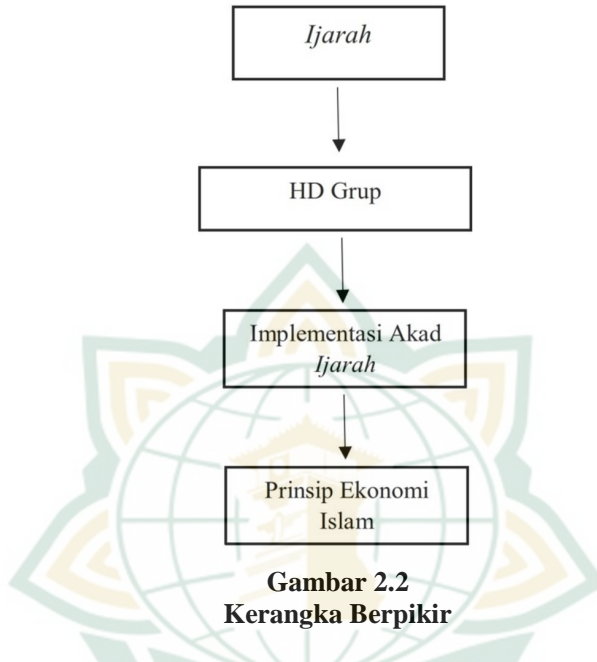 Ijarah
HD Grup
Implementasi Akad
Ijarah
Prinsip Ekonomi
Islam
Gambar 2.2
Kerangka Berpikir